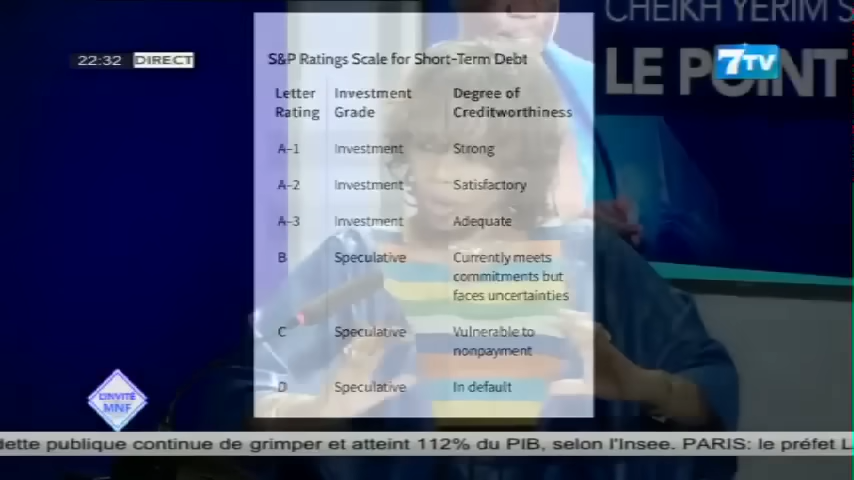 CHEIKH YERIM S
LE POINT
7TV
22:32 DIRECT
S&P Ratings Scale for Short-Term Debt
Letter Rating Investment Grade Degree of Creditworthiness
A-1 Investment Strong
A-2 Investment Satisfactory
A-3 Investment Adequate
B Speculative Currently meets
commitments but
faces uncertainties
C Speculative Vulnerable to
nonpayment
D Speculative In default
L'INVITÉ
MNF
dette publique continue de grimper et atteint 112% du PIB, selon l'Insee. PARIS: le préfet L